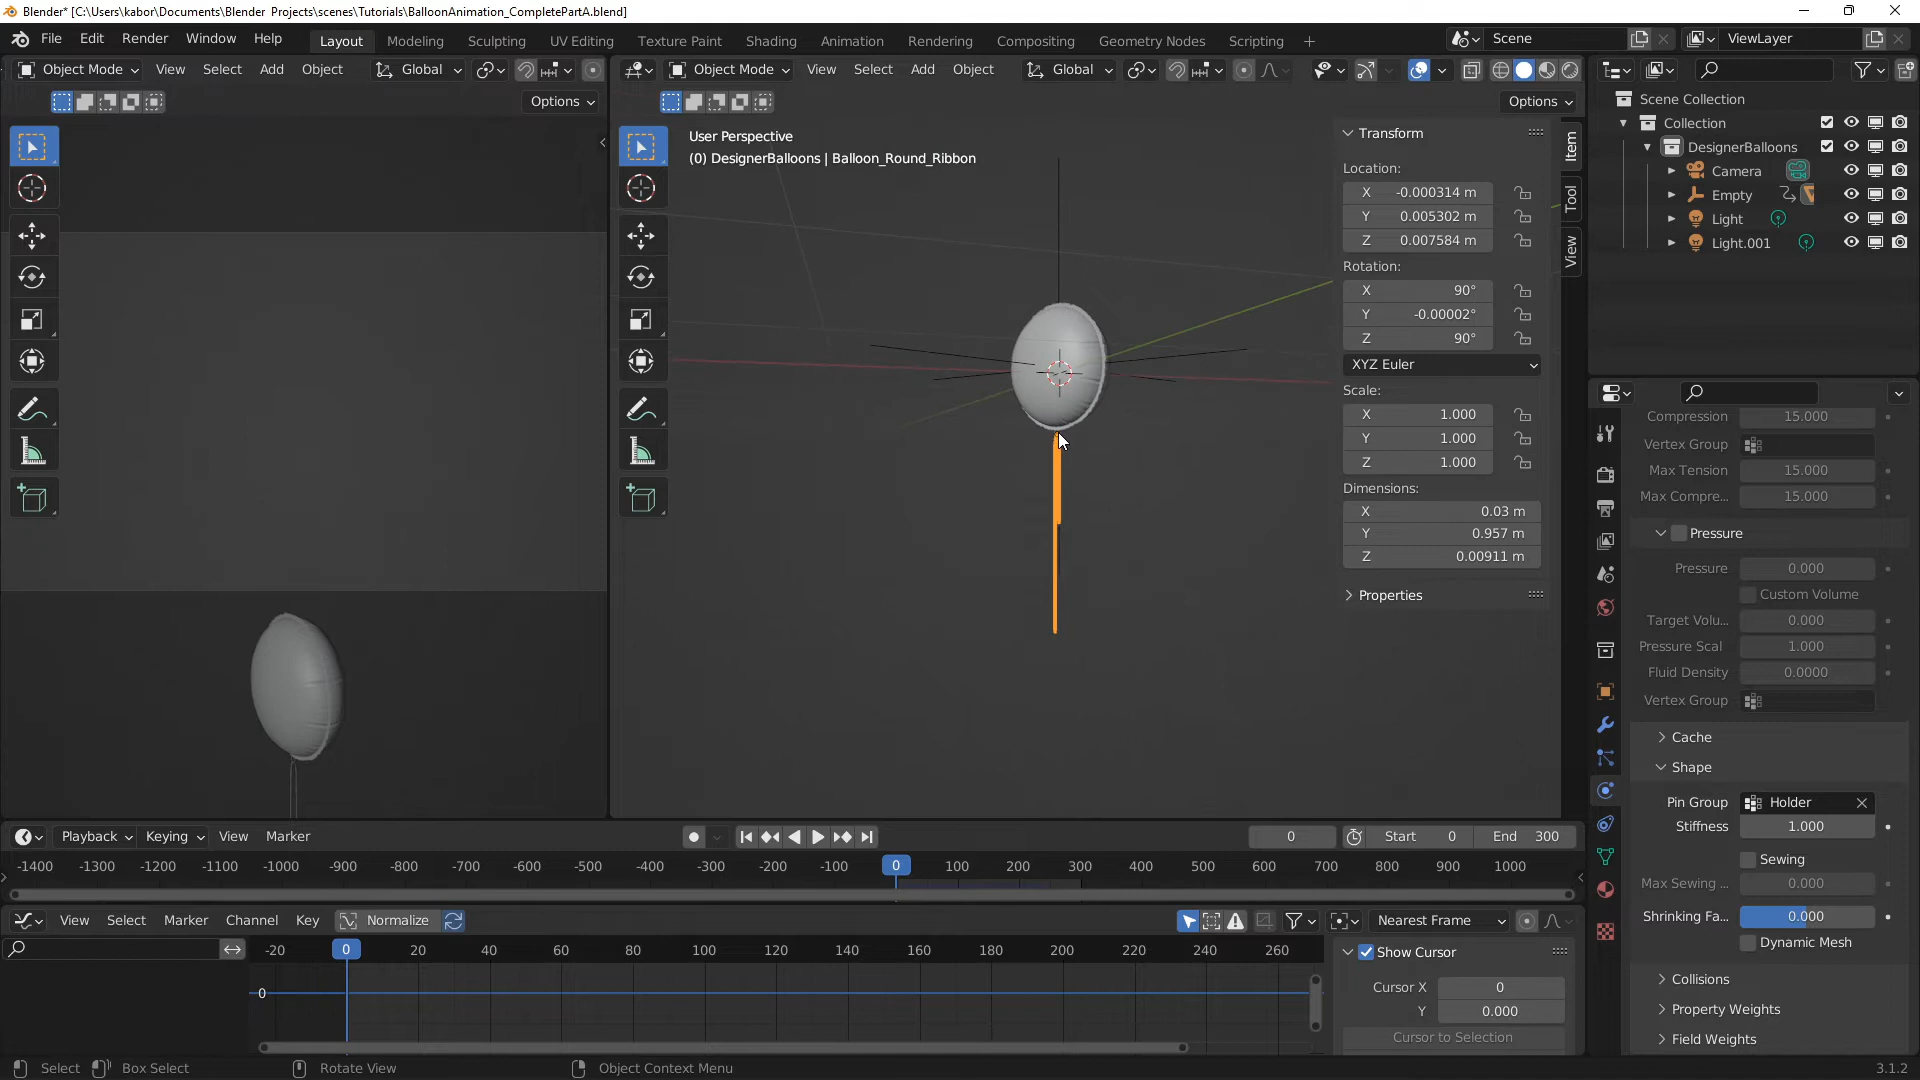 Blender* [C:\Users\kabor\Documents\Blender Projects\scenes\Tutorials\BalloonAnimation_CompletePartA.blend]
File Edit Render Window Help Layout Modeling Sculpting UV Editing Texture Paint Shading Animation Rendering Compositing Geometry Nodes Scripting + Scene ViewLayer
Object Mode View Select Add Object Global Object Mode View Select Add Object Global
Options Options
Scene Collection
Collection
DesignerBalloons
Camera
Empty
Light
Light.001
User Perspective
(0) DesignerBalloons | Balloon_Round_Ribbon
Transform
Location:
X -0.000314 m
Y 0.005302 m
Z 0.007584 m
Rotation:
X 90°
Y -0.00002°
Z 90°
XYZ Euler
Scale:
X 1.000
Y 1.000
Z 1.000
Dimensions:
X 0.03 m
Y 0.957 m
Z 0.00911 m
Properties
Item
Tool
View
Compression 15.000
Vertex Group
Max Tension 15.000
Max Compre... 15.000
Pressure
Pressure 0.000
Custom Volume
Target Volu... 0.000
Pressure Scal 1.000
Fluid Density 0.0000
Vertex Group
Cache
Shape
Pin Group Holder
Stiffness 1.000
Sewing
Max Sewing ... 0.000
Shrinking Fa... 0.000
Dynamic Mesh
Collisions
Property Weights
Field Weights
Playback Keying View Marker 0 Start 0 End 300
-1400 -1300 -1200 -1100 -1000 -900 -800 -700 -600 -500 -400 -300 -200 -100 0 100 200 300 400 500 600 700 800 900 1000
View Select Marker Channel Key Normalize Nearest Frame
-20 0 20 40 60 80 100 120 140 160 180 200 220 240 260
0
Show Cursor
Cursor X 0
Y 0.000
Cursor to Selection
Select Box Select Rotate View Object Context Menu 3.1.2